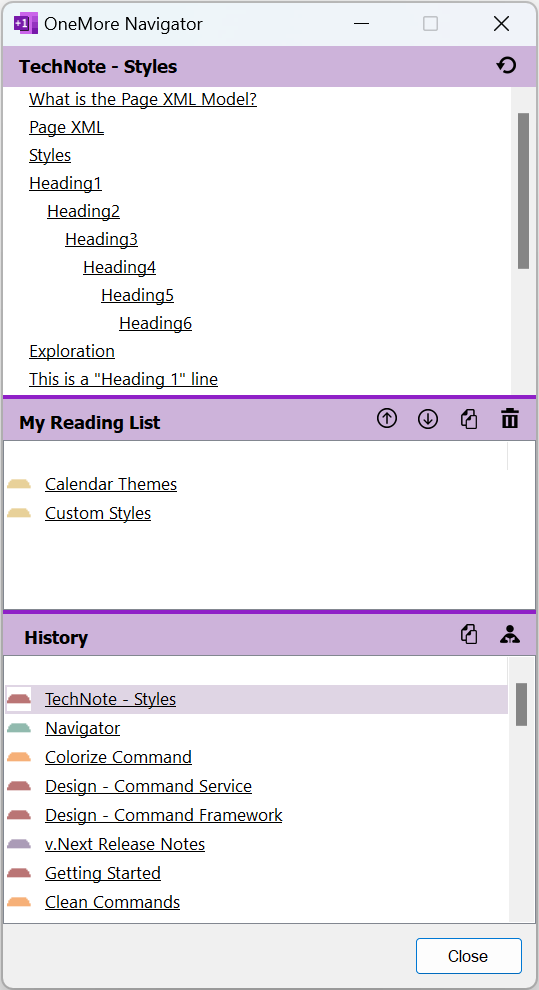 +1 OneMore Navigator
TechNote - Styles
What is the Page XML Model?
Page XML
Styles
Heading1
Heading2
Heading3
Heading4
Heading5
Heading6
Exploration
This is a "Heading 1" line
My Reading List
Calendar Themes
Custom Styles
History
TechNote - Styles
Navigator
Colorize Command
Design - Command Service
Design - Command Framework
v.Next Release Notes
Getting Started
Clean Commands
Close